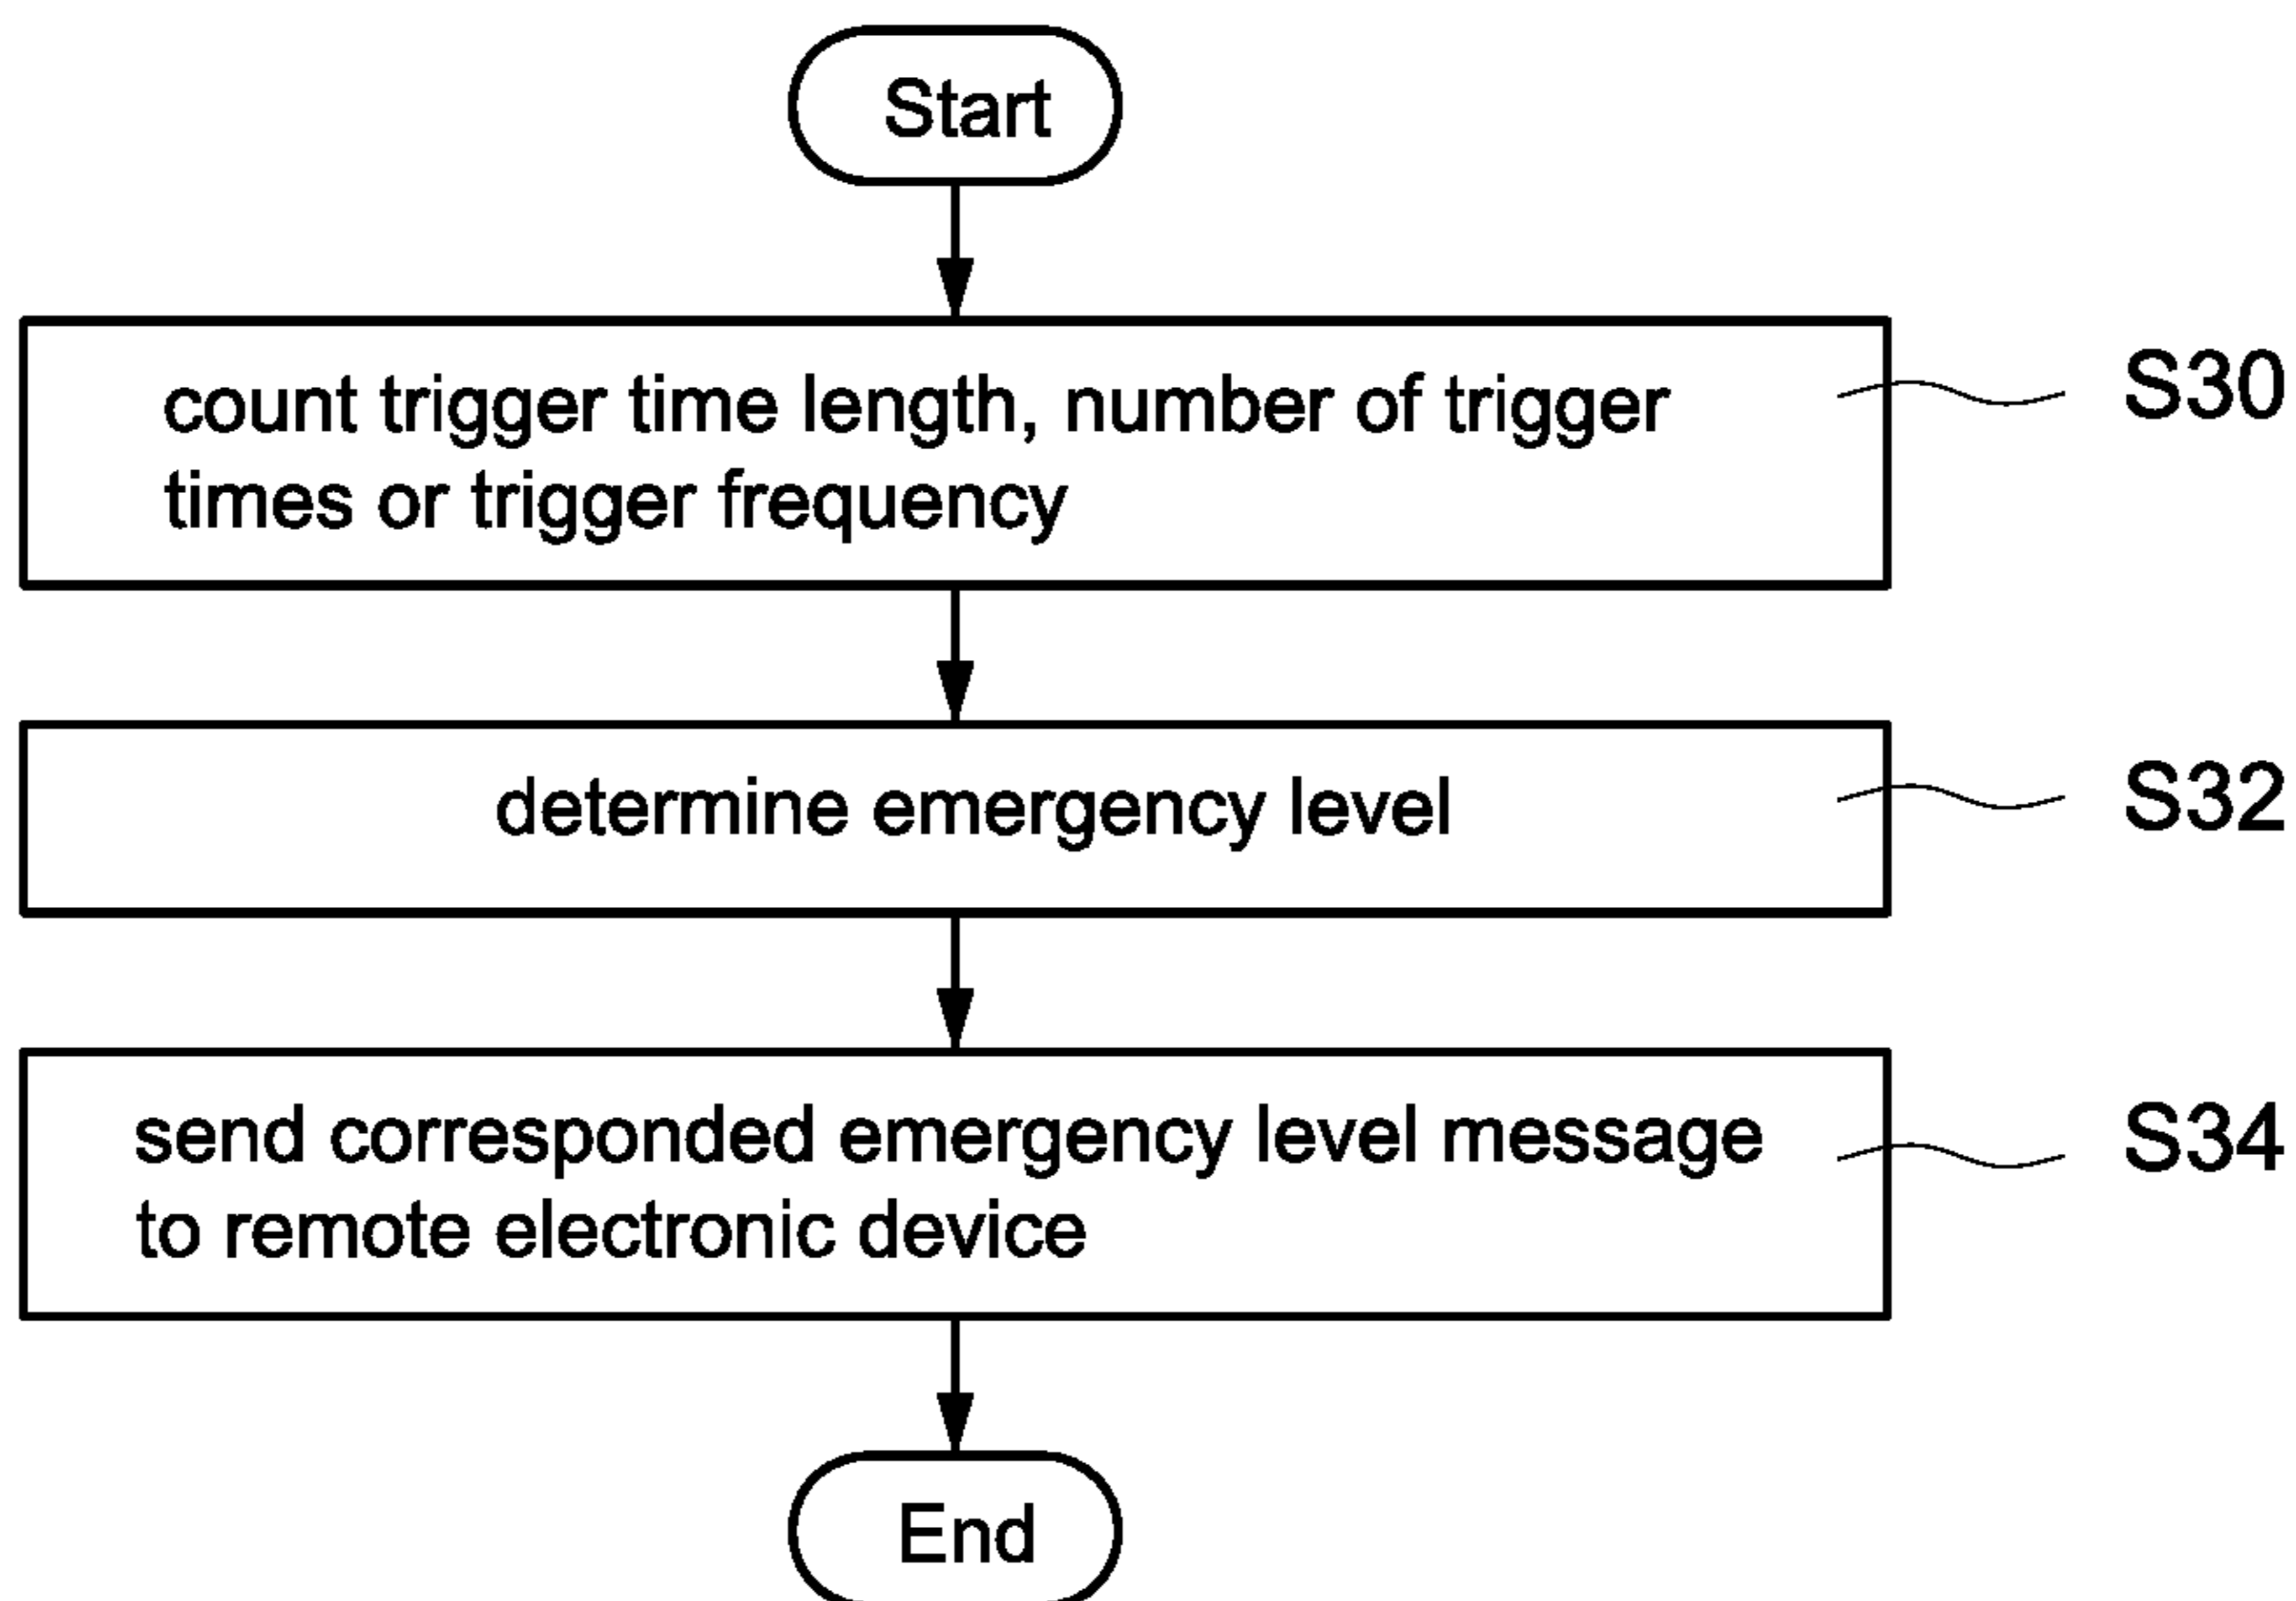 Start
count trigger time length, number of trigger
times or trigger frequency
S30
determine emergency level
S32
send corresponded emergency level message
to remote electronic device
S34
End